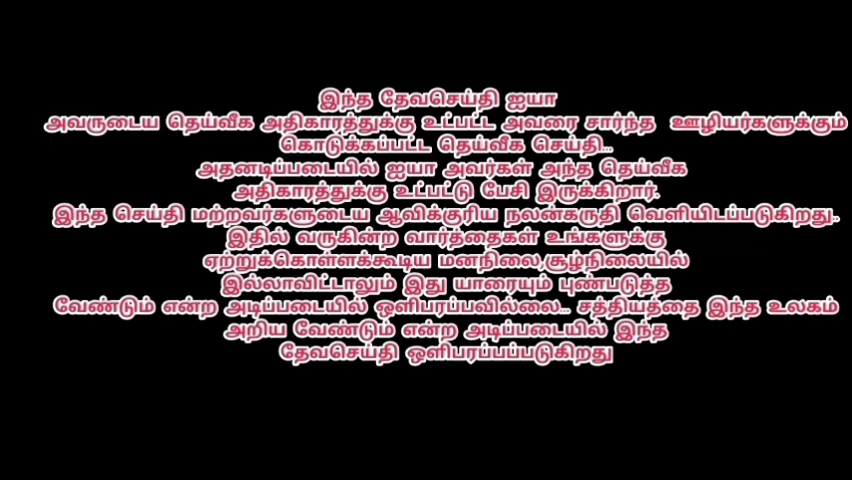 இந்த தேவசெய்தி ஐயா
அவருடைய தெய்வீக அதிகாரத்துக்கு உட்பட்ட அவரை சார்ந்த ஊழியர்களுக்கும்
கொடுக்கப்பட்ட தெய்வீக செய்தி...
அதனடிப்படையில் ஐயா அவர்கள் அந்த தெய்வீக
அதிகாரத்துக்கு உட்பட்டு பேசி இருக்கிறார்.
இந்த செய்தி மற்றவர்களுடைய ஆவிக்குரிய நலன்கருதி வெளியிடப்படுகிறது..
இதில் வருகின்ற வார்த்தைகள் உங்களுக்கு
ஏற்றுக்கொள்ளக்கூடிய மனநிலை,சூழ்நிலையில்
இல்லாவிட்டாலும் இது யாரையும் புண்படுத்த
வேண்டும் என்ற அடிப்படையில் ஒளிபரப்பவில்லை... சத்தியத்தை இந்த உலகம்
அறிய வேண்டும் என்ற அடிப்படையில் இந்த
தேவசெய்தி ஒளிபரப்பப்படுகிறது